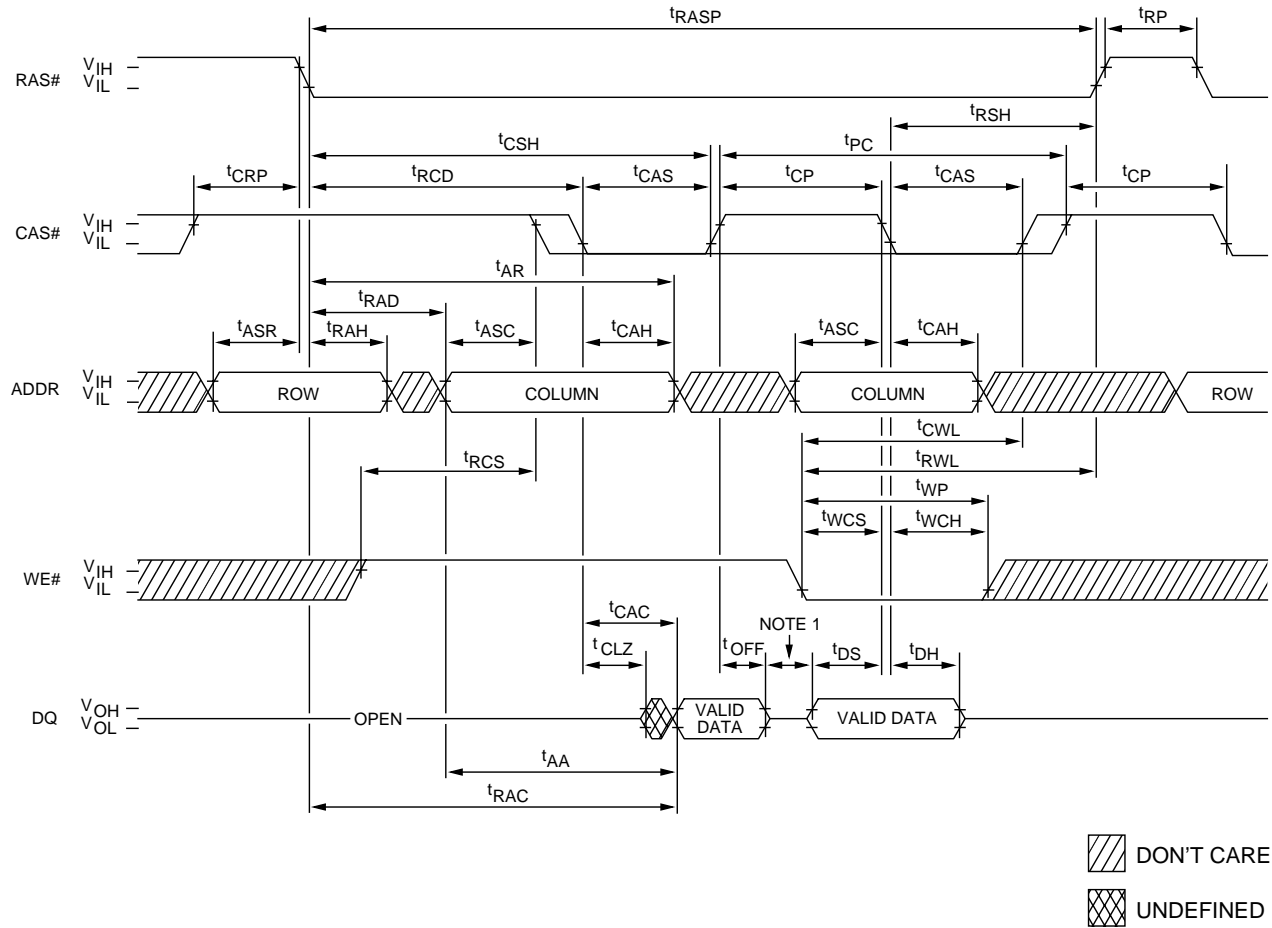 tRASP tRP
RAS# VIH
VIL
tRSH
tCSH tPC
tCRP tRCD tCAS tCP tCAS tCP
CAS# VIH
VIL
tAR
tRAD
tASR tRAH tASC tCAH tASC tCAH
ADDR VIH
VIL
ROW COLUMN COLUMN ROW
tCWL
tRCS tRWL
tWP
tWCS tWCH
WE# VIH
VIL
tCAC
NOTE 1
tCLZ tOFF tDS tDH
DQ VOH
VOL
OPEN VALID DATA VALID DATA
tAA
tRAC
DON'T CARE
UNDEFINED